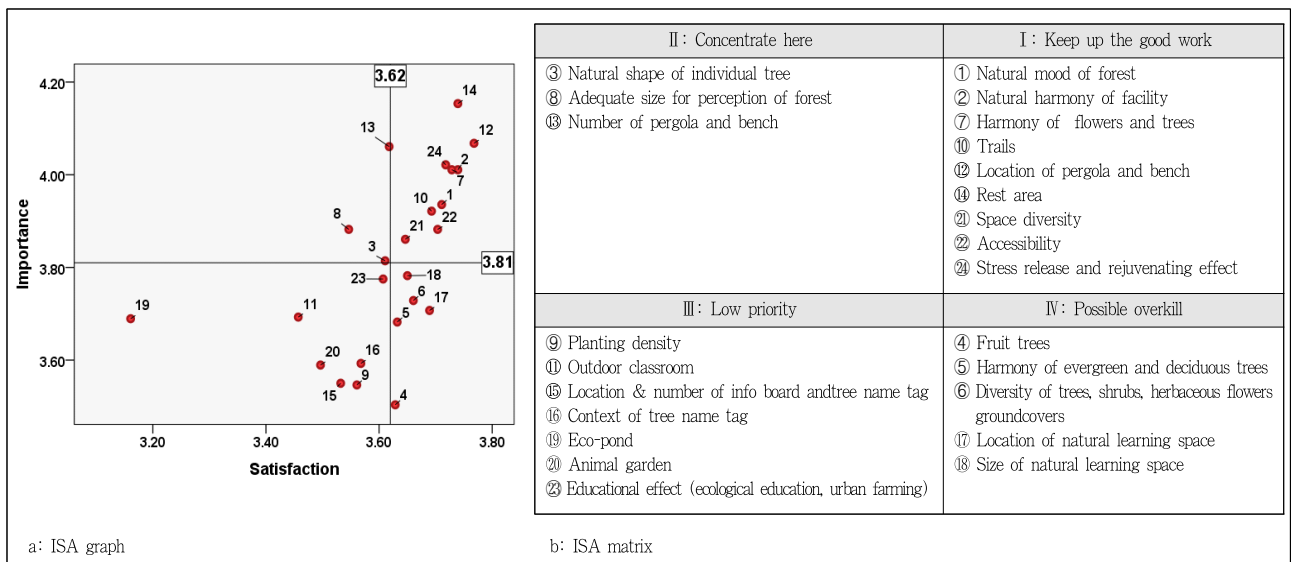 3.62
4.20
14
13
12
24
2
4.00
7
10
1
8
22
21
3
Importance
3.81
3.80
23
18
6
17
19
11
5
20
16
3.60
9
15
4
3.20
3.40
3.60
3.80
Satisfaction
a: ISA graph
Ⅱ: Concentrate here
③ Natural shape of individual tree
⑧ Adequate size for perception of forest
⑬ Number of pergola and bench
Ⅰ: Keep up the good work
① Natural mood of forest
② Natural harmony of facility
⑦ Harmony of flowers and trees
⑩ Trails
⑫ Location of pergola and bench
⑭ Rest area
㉑ Space diversity
㉒ Accessibility
㉔ Stress release and rejuvenating effect
Ⅲ: Low priority
⑨ Planting density
⑪ Outdoor classroom
⑮ Location & number of info board andtree name tag
⑯ Context of tree name tag
⑲ Eco-pond
⑳ Animal garden
㉓ Educational effect (ecological education, urban farming)
Ⅳ: Possible overkill
④ Fruit trees
⑤ Harmony of evergreen and deciduous trees
⑥ Diversity of trees, shrubs, herbaceous flowers
groundcovers
⑰ Location of natural learning space
⑱ Size of natural learning space
b: ISA matrix